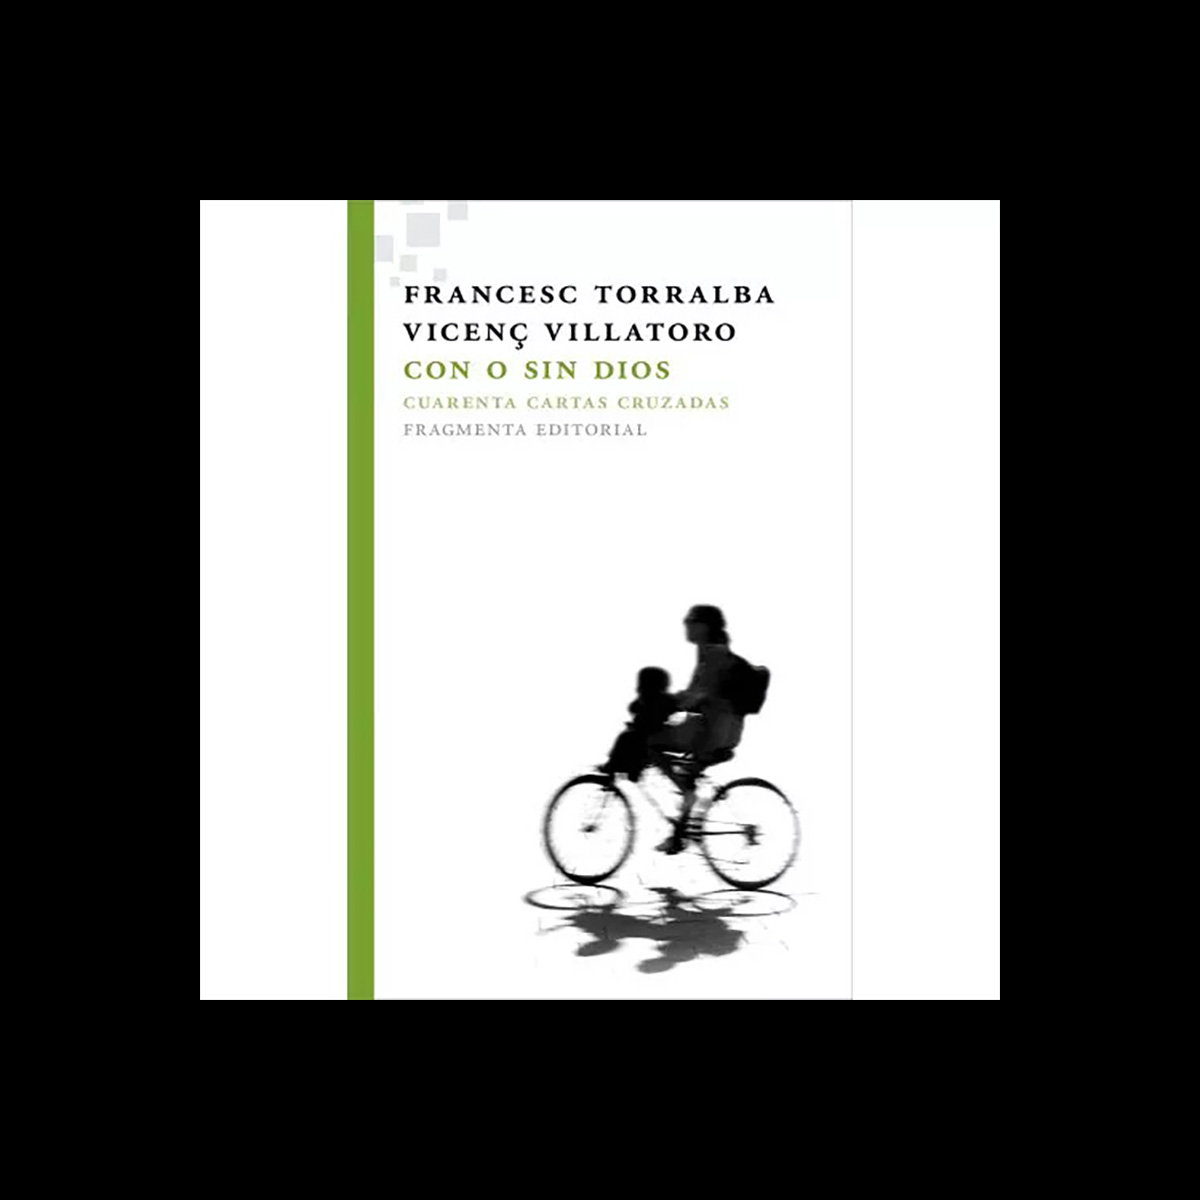 FRANCESC TORRALBA
VICENÇ VILLATORO
CON O SIN DIOS
CUARENTA CARTAS CRUZADAS
FRAGMENTA EDITORIAL